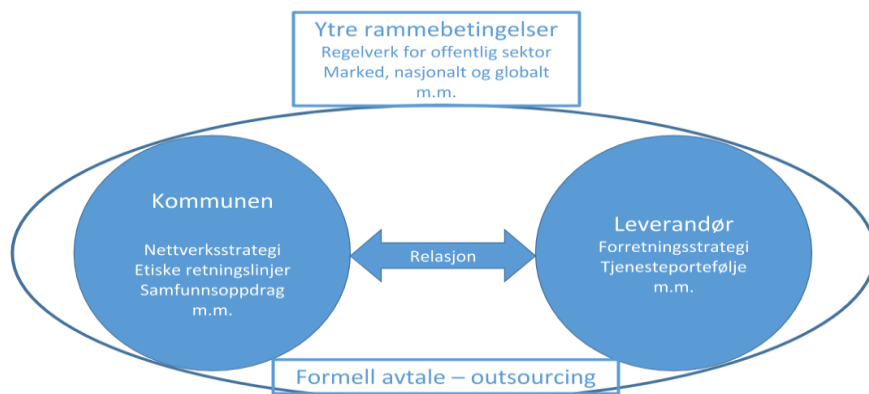 Ytre rammebetingelser
Regelverk for offentlig sektor
Marked, nasjonalt og globalt
m.m.
Kommunen
Nettverksstrategi
Etiske retningslinjer
Samfunnsoppdrag
m.m.
Relasjon
Leverandør
Forretningsstrategi
Tjenesteportefølje
m.m.
Formell avtale – outsourcing